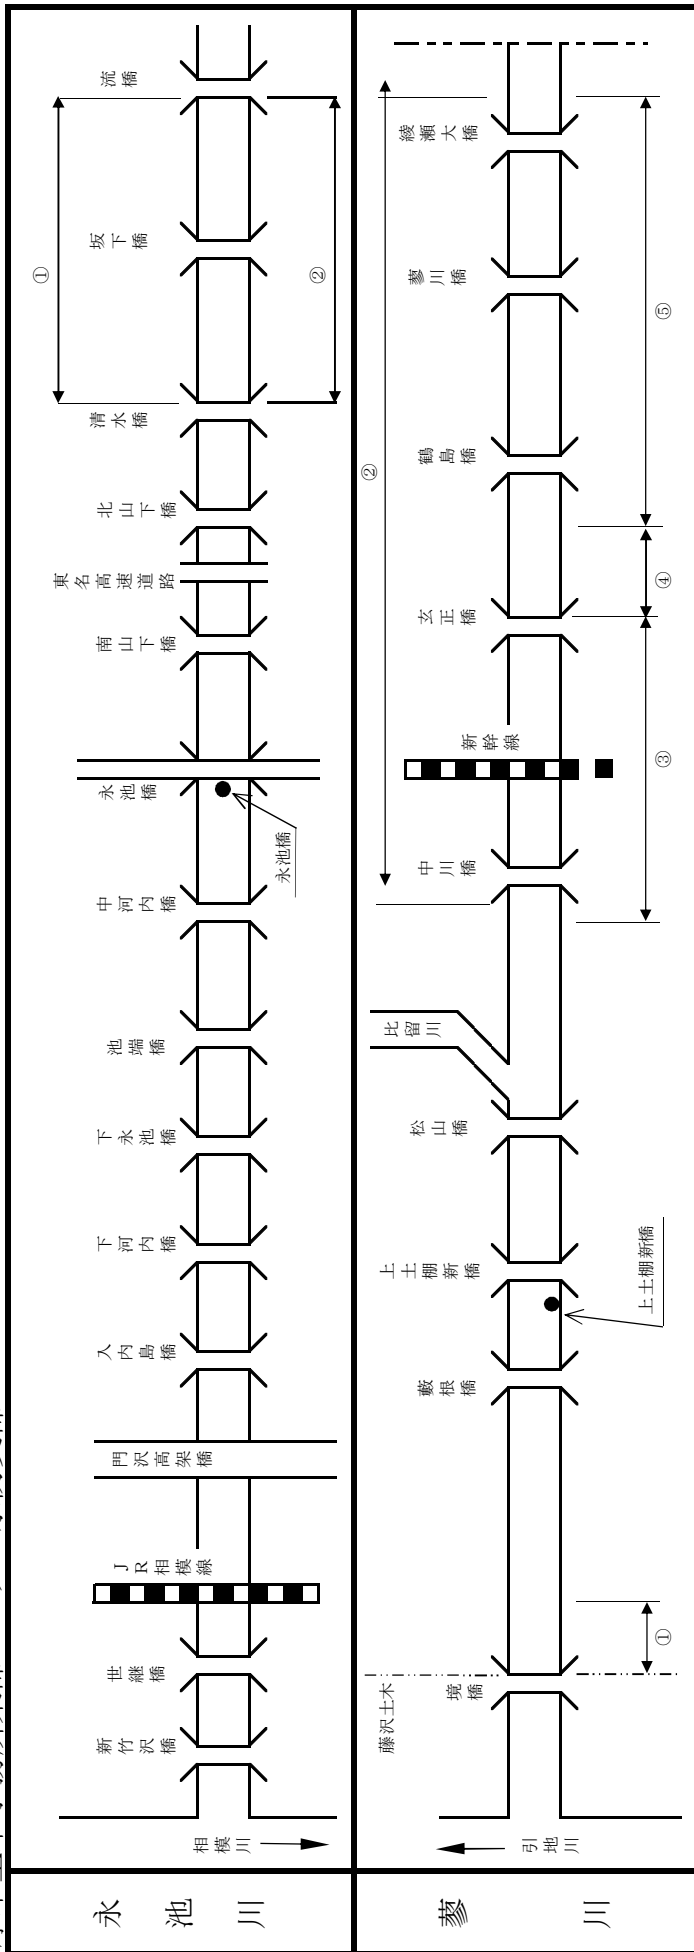 永池川
相模川
新竹沢橋
世継橋
JR相模線
門沢高架橋
入内島橋
下河内橋
下永池橋
池端橋
中河内橋
永池橋
永池橋
南山下橋
東名高速道路
北山下橋
清水橋
坂下橋
流橋
①
②
蓼川
引地川
藤沢土木
境橋
①
藪根橋
上土棚新橋
上土棚新橋
松山橋
比留川
中川橋
新幹線
玄正橋
鶴島橋
蓼川橋
綾瀬大橋
②
③
④
⑤